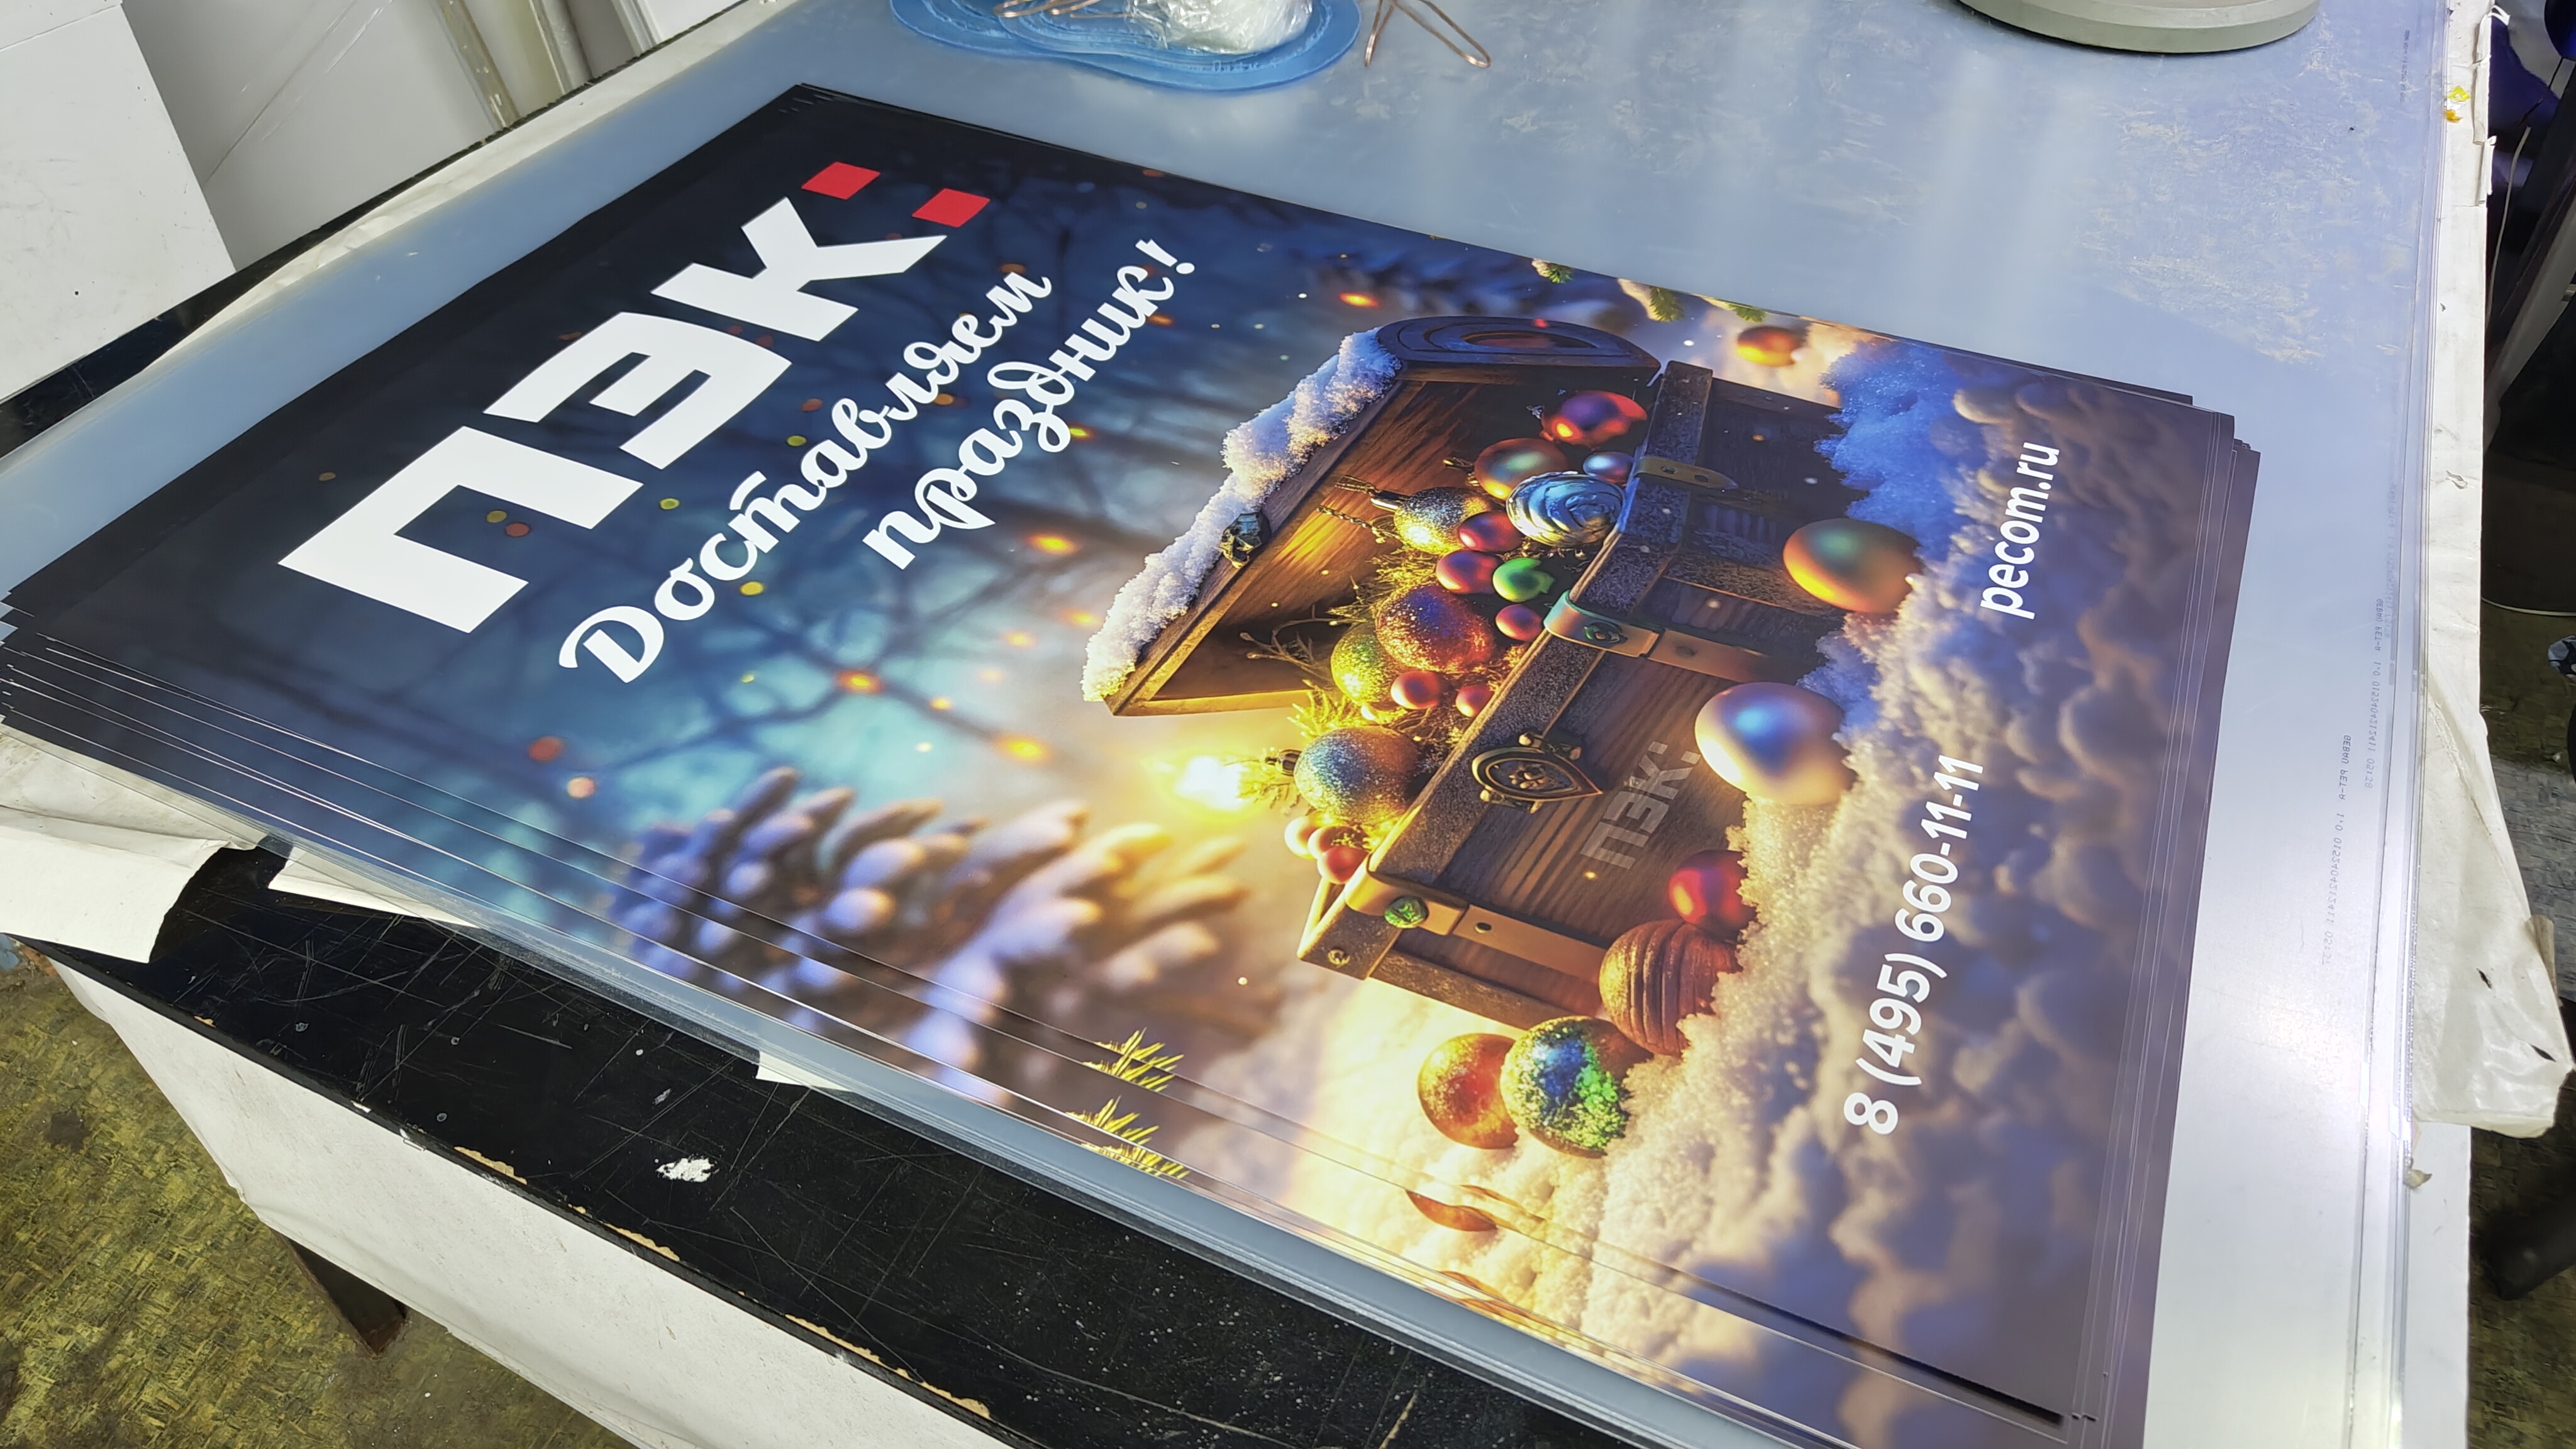 ПЭК:
Доставляем
праздник!
ПЭК:
8 (495) 660-11-11
pecom.ru